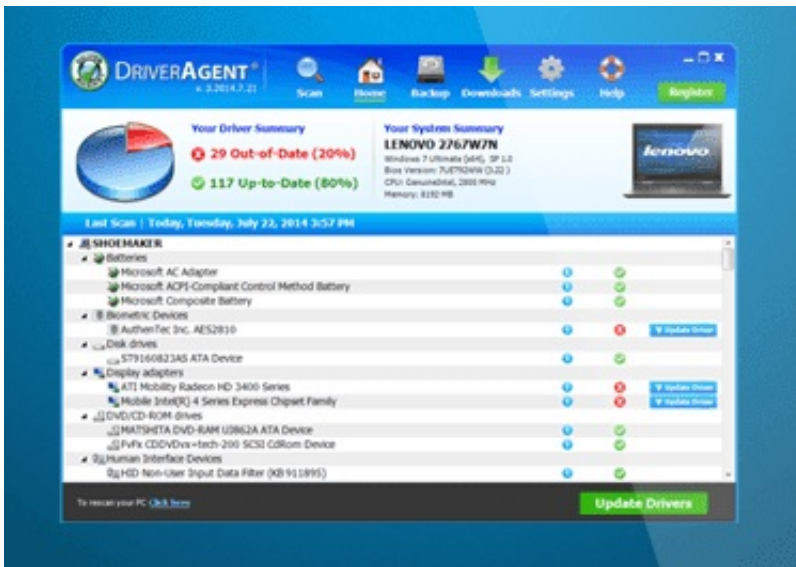 DRIVERAGENT®
v. 3.2014.7.21
Scan
Home
Backup
Downloads
Settings
Help
Register
Your Driver Summary
29 Out-of-Date (20%)
117 Up-to-Date (80%)
Your System Summary
LENOVO 2767W7N
Windows 7 Ultimate (x64), SP 1.0
Bios Version: 7UET92WW (3.22 )
CPU: GenuineIntel, 2800 MHz
Memory: 8192 MB
lenovo
Last Scan | Today, Tuesday, July 22, 2014 3:57 PM
SHOEMAKER
Batteries
Microsoft AC Adapter
Microsoft ACPI-Compliant Control Method Battery
Microsoft Composite Battery
Biometric Devices
AuthenTec Inc. AES2810
Update Driver
Disk drives
ST9160823AS ATA Device
Display adapters
ATI Mobility Radeon HD 3400 Series
Update Driver
Mobile Intel(R) 4 Series Express Chipset Family
Update Driver
DVD/CD-ROM drives
MATSHITA DVD-RAM UJ862A ATA Device
FvFx CDDVDvx=tech-200 SCSI CdRom Device
Human Interface Devices
HID Non-User Input Data Filter (KB 911895)
To rescan your PC Click here
Update Drivers